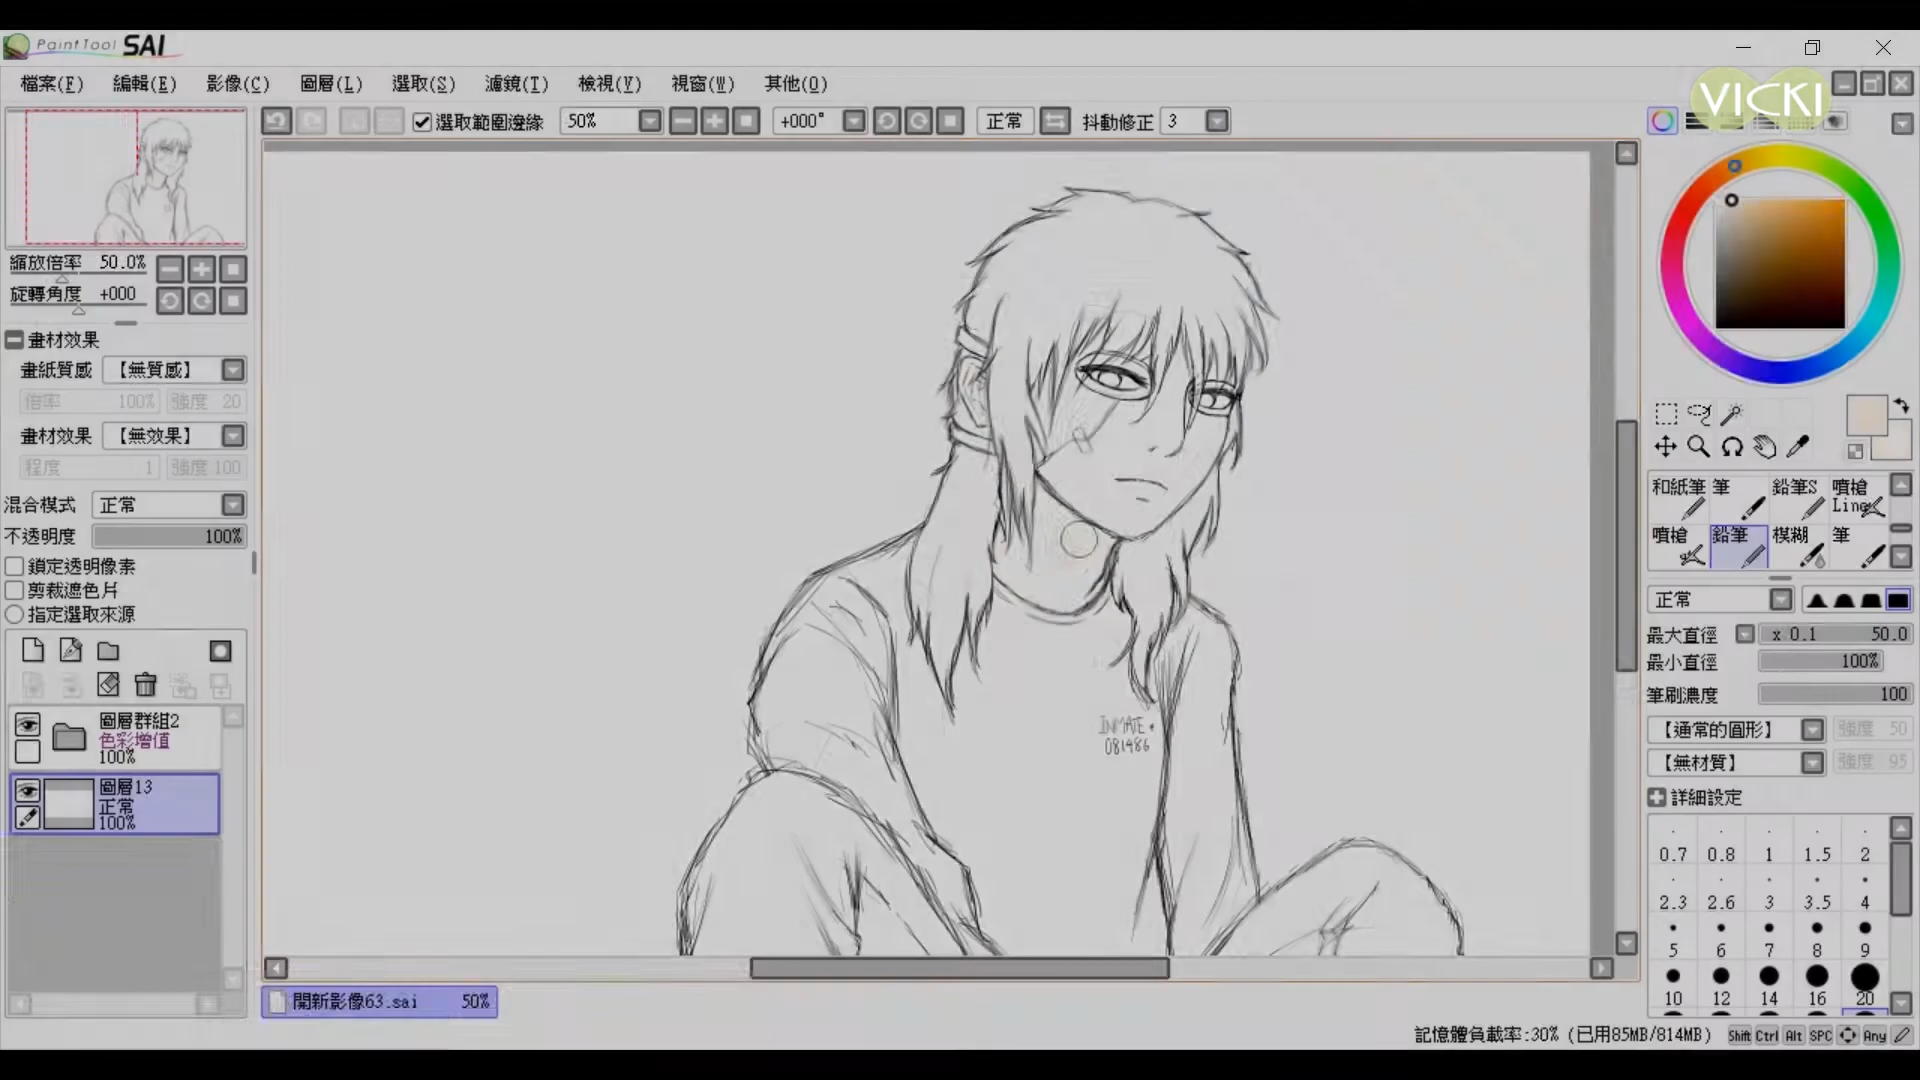 PaintTool SAI
檔案(F) 編輯(E) 影像(C) 圖層(L) 選取(S) 濾鏡(T) 檢視(V) 視窗(W) 其他(O)
VICKI
選取範圍邊緣 50% +000° 正常 抖動修正 3
縮放倍率 50.0%
旋轉角度 +000
畫材效果
畫紙質感 【無質感】
倍率 100% 強度 20
畫材效果 【無效果】
程度 1 強度 100
混合模式 正常
不透明度 100%
鎖定透明像素
剪裁遮色片
指定選取來源
圖層群組2
色彩增值
100%
圖層13
正常
100%
INMATE
081486
和紙筆 筆 鉛筆S 噴槍
Line
噴槍 鉛筆 模糊 筆
正常
最大直徑 x 0.1 50.0
最小直徑 100%
筆刷濃度 100
【通常的圓形】 強度 50
【無材質】 強度 95
詳細設定
0.7 0.8 1 1.5 2
2.3 2.6 3 3.5 4
5 6 7 8 9
10 12 14 16 20
開新影像63.sai 50%
記憶體負載率:30% (已用85MB/814MB) Shift Ctrl Alt SPC Any